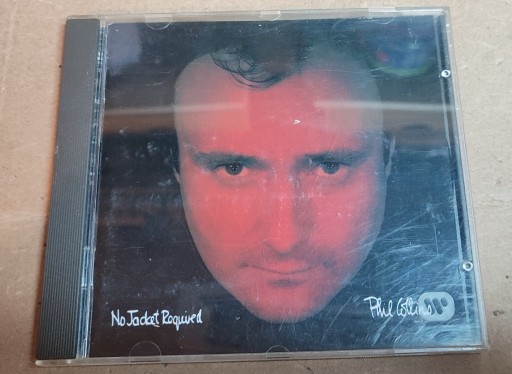 No Jacket Required
Phil Collins